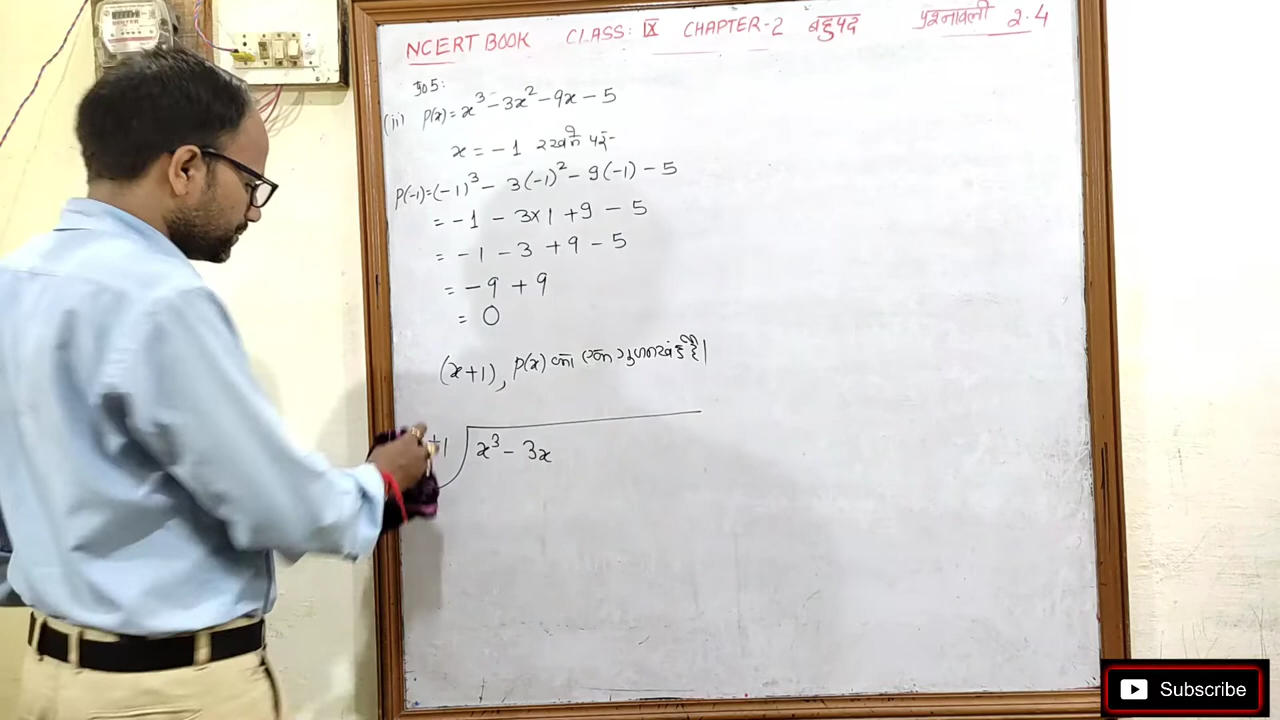 NCERT BOOK CLASS: IX CHAPTER-2 बहुपद प्रश्नावली 2.4
प्र05:
(ii) P(x) = x³ - 3x² - 9x - 5
x = -1 रखने पर-
P(-1) = (-1)³ - 3(-1)² - 9(-1) - 5
= -1 - 3×1 + 9 - 5
= -1 - 3 + 9 - 5
= -9 + 9
= 0
(x+1), P(x) का एक गुणनखंड है।
+1 x³ - 3x
Subscribe